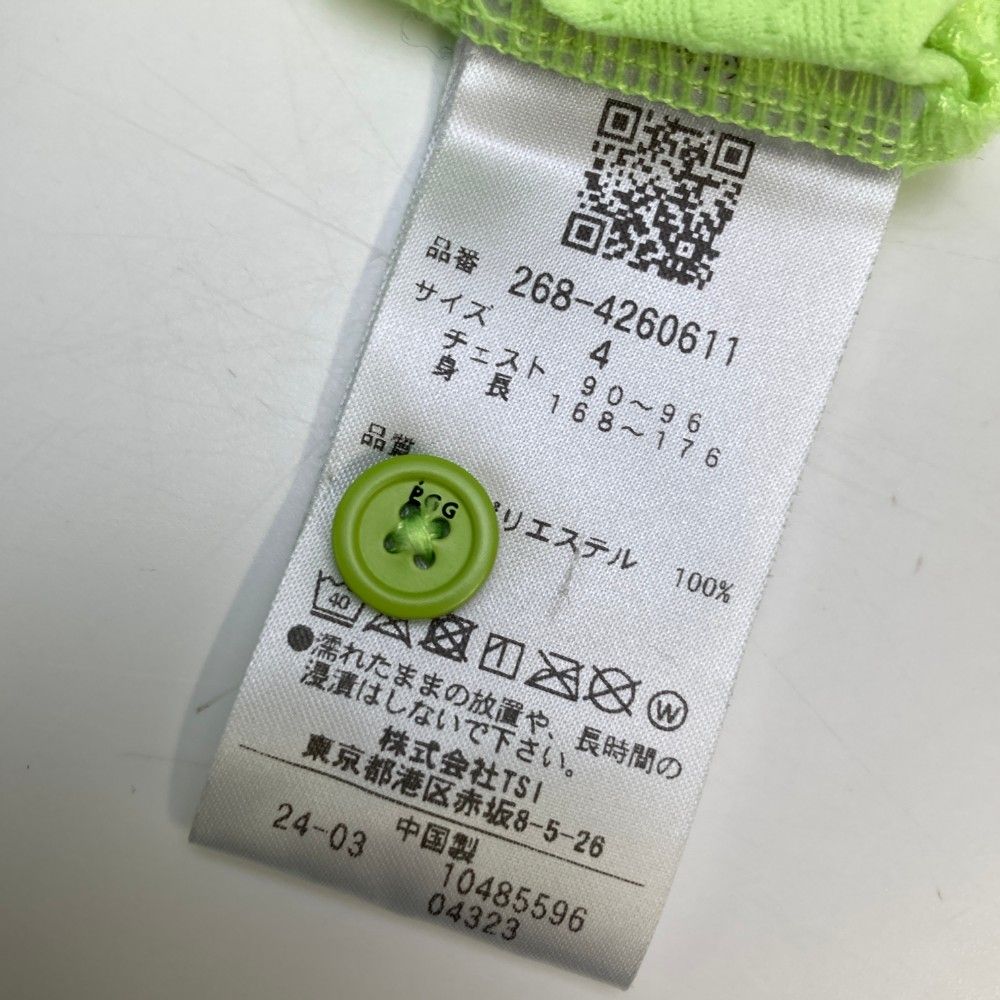 品番 268-4260611
サイズ 4
チェスト 90~96
身長 168~176
品質
ポリエステル 100%
PGG
40
W
●濡れたままの放置や、長時間の
浸漬はしないで下さい。
株式会社TSI
東京都港区赤坂8-5-26
24-03 中国製
10485596
04323